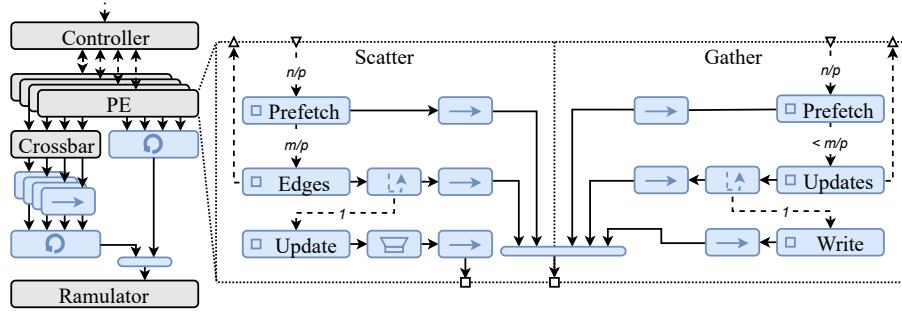 Controller
PE
Crossbar
Ramulator
Scatter
Gather
n/p
n/p
Prefetch
Prefetch
m/p
< m/p
Edges
Updates
1
1
Update
Write